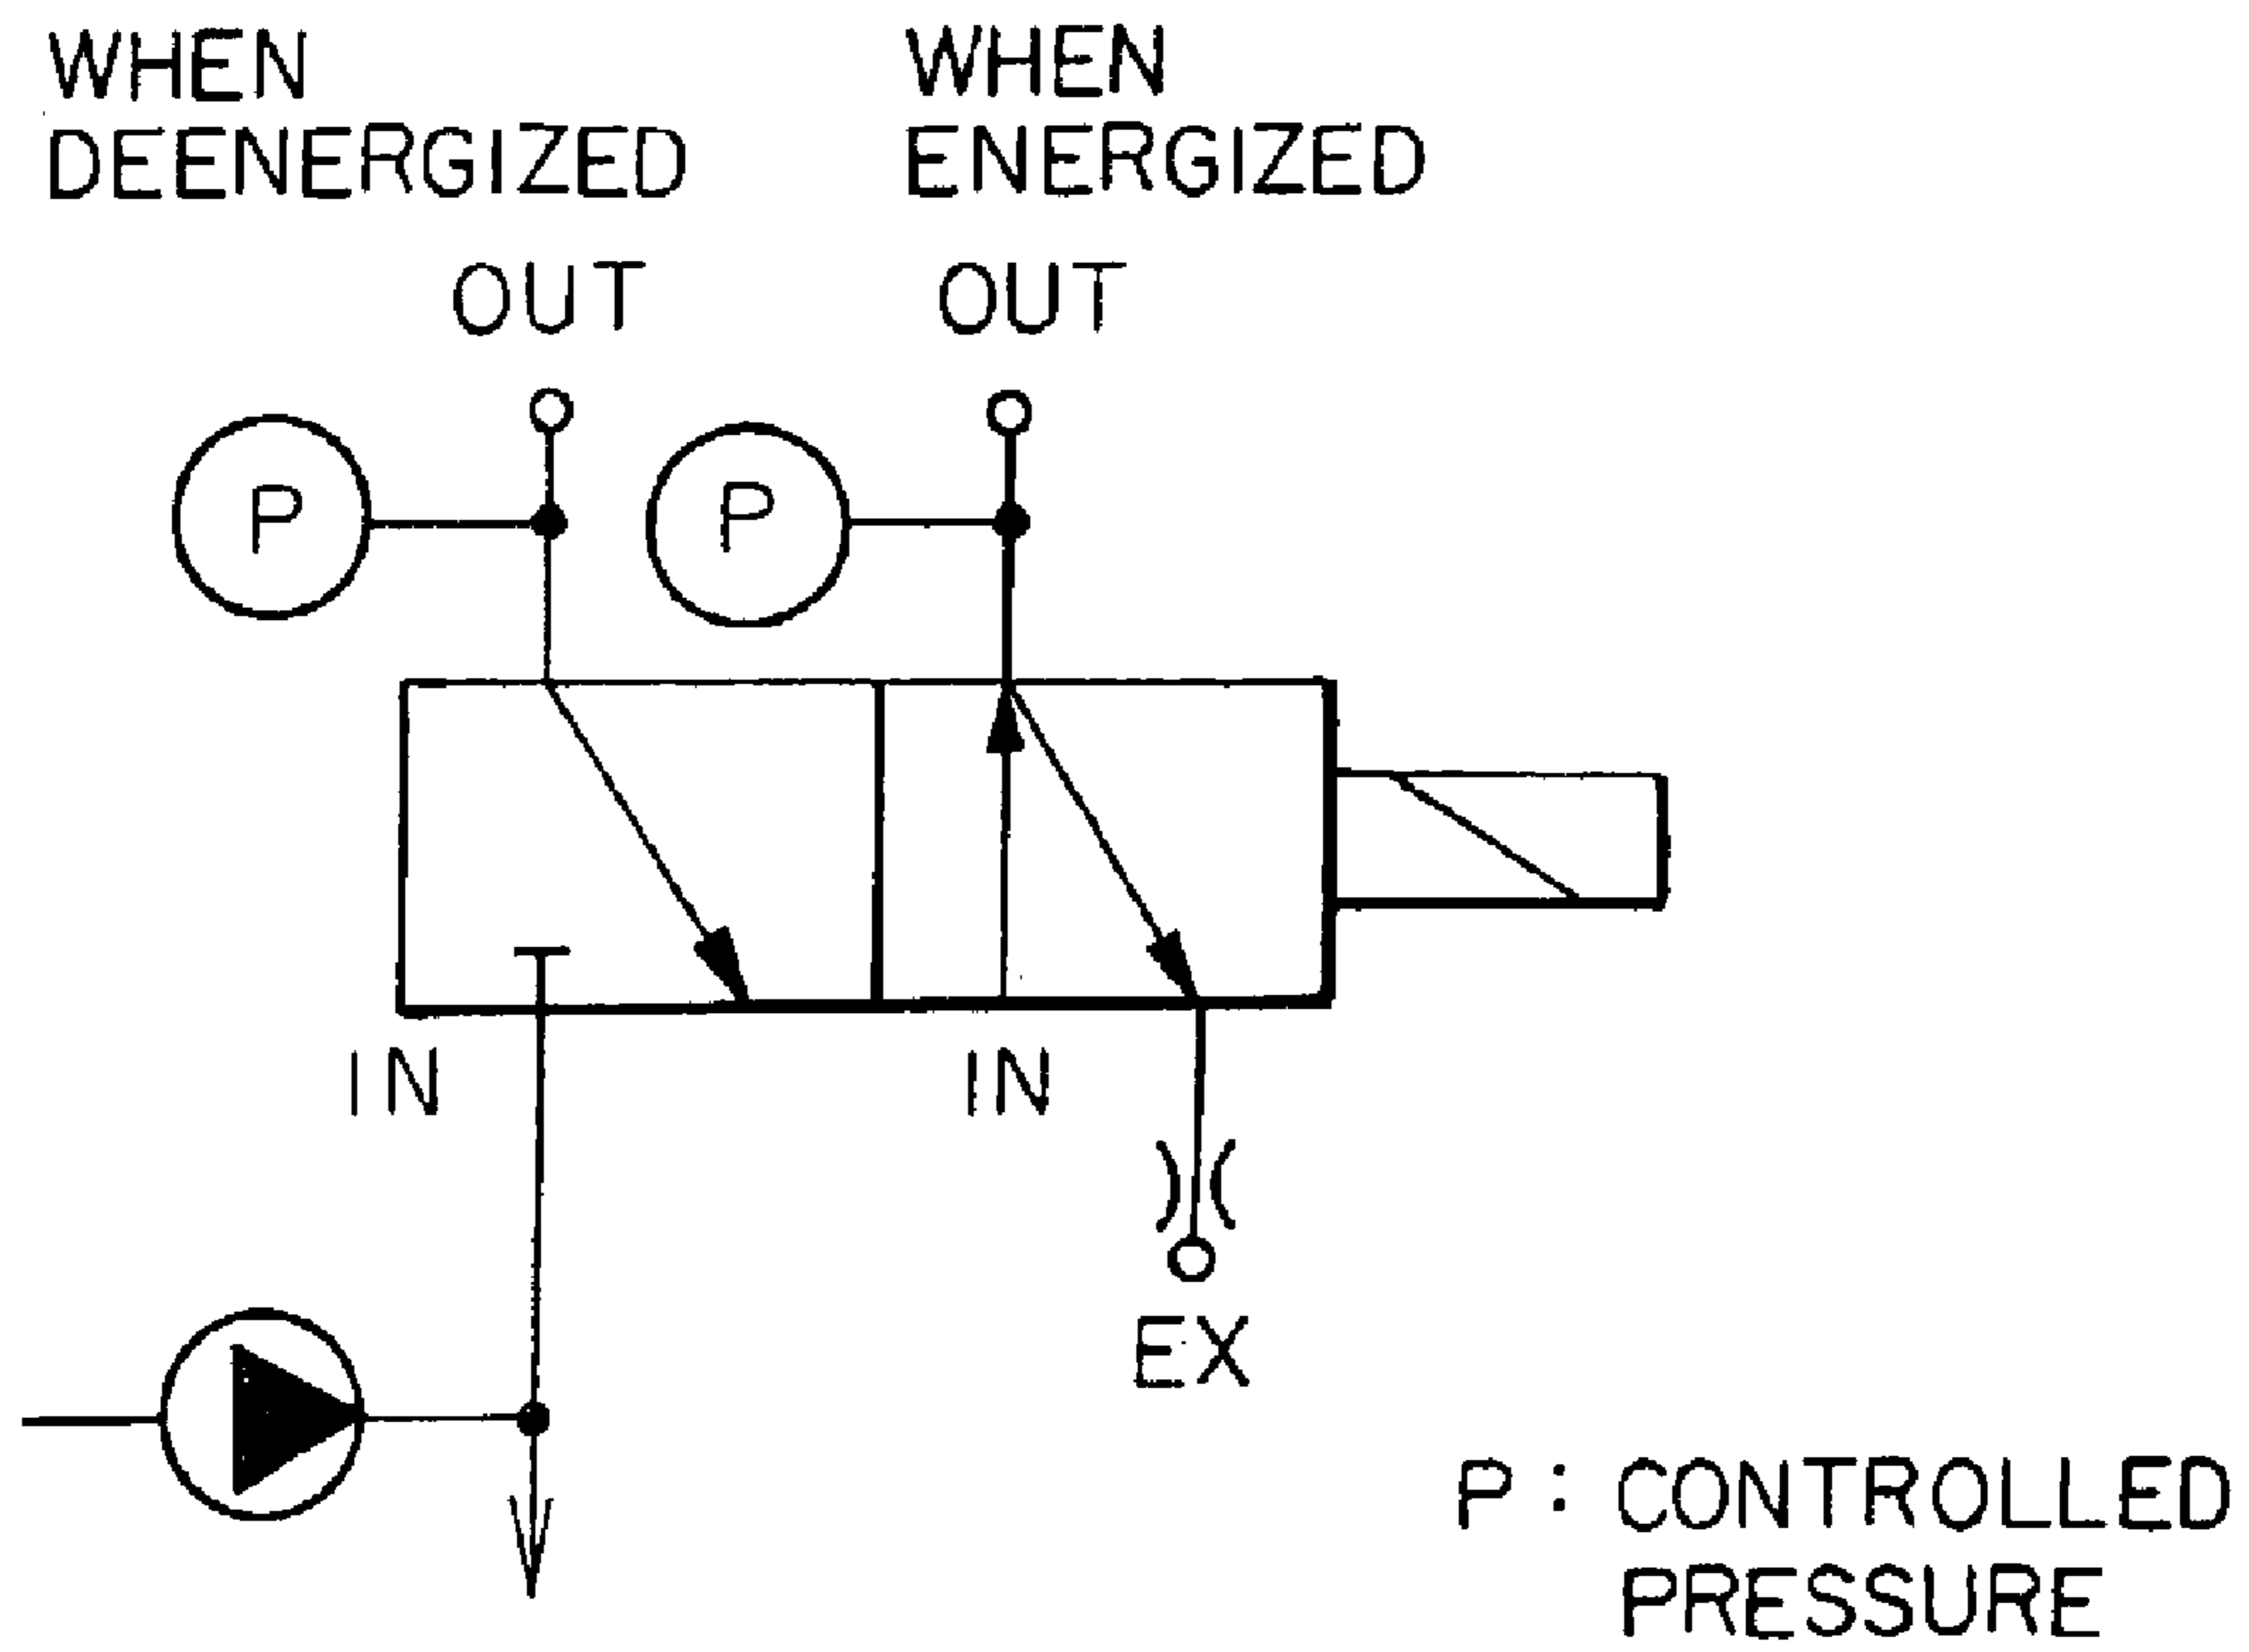 WHEN
DEENERGIZED
WHEN
ENERGIZED
OUT
OUT
P
P
IN
IN
EX
P : CONTROLLED
PRESSURE